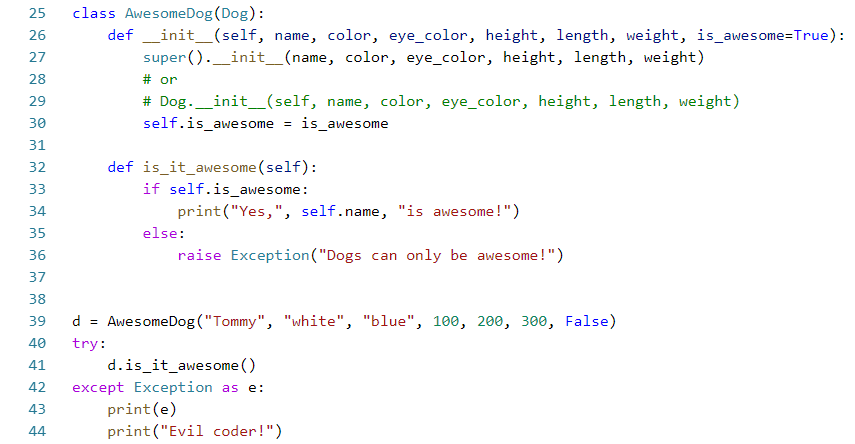 25 class AwesomeDog(Dog):
26     def __init__(self, name, color, eye_color, height, length, weight, is_awesome=True):
27         super().__init__(name, color, eye_color, height, length, weight)
28         # or
29         # Dog.__init__(self, name, color, eye_color, height, length, weight)
30         self.is_awesome = is_awesome
31
32     def is_it_awesome(self):
33         if self.is_awesome:
34             print("Yes,", self.name, "is awesome!")
35         else:
36             raise Exception("Dogs can only be awesome!")
37
38
39 d = AwesomeDog("Tommy", "white", "blue", 100, 200, 300, False)
40 try:
41     d.is_it_awesome()
42 except Exception as e:
43     print(e)
44     print("Evil coder!")